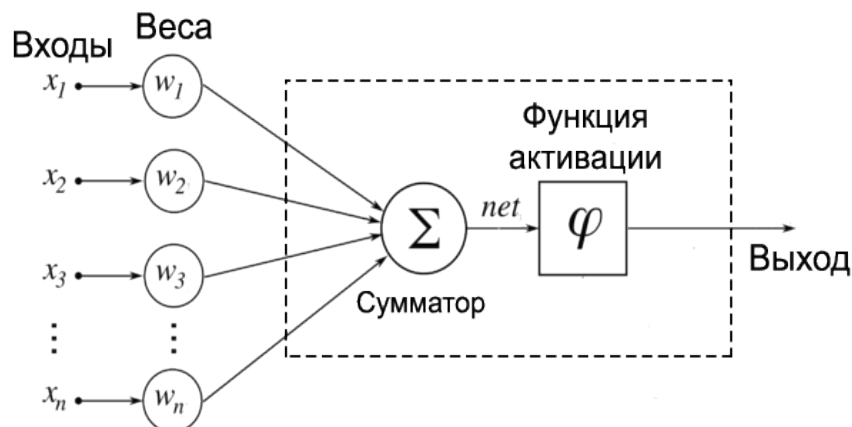 Входы
Веса
x1
w1
x2
w2
x3
w3
⋮
⋮
xn
wn
Σ
Сумматор
net
Функция
активации
φ
Выход